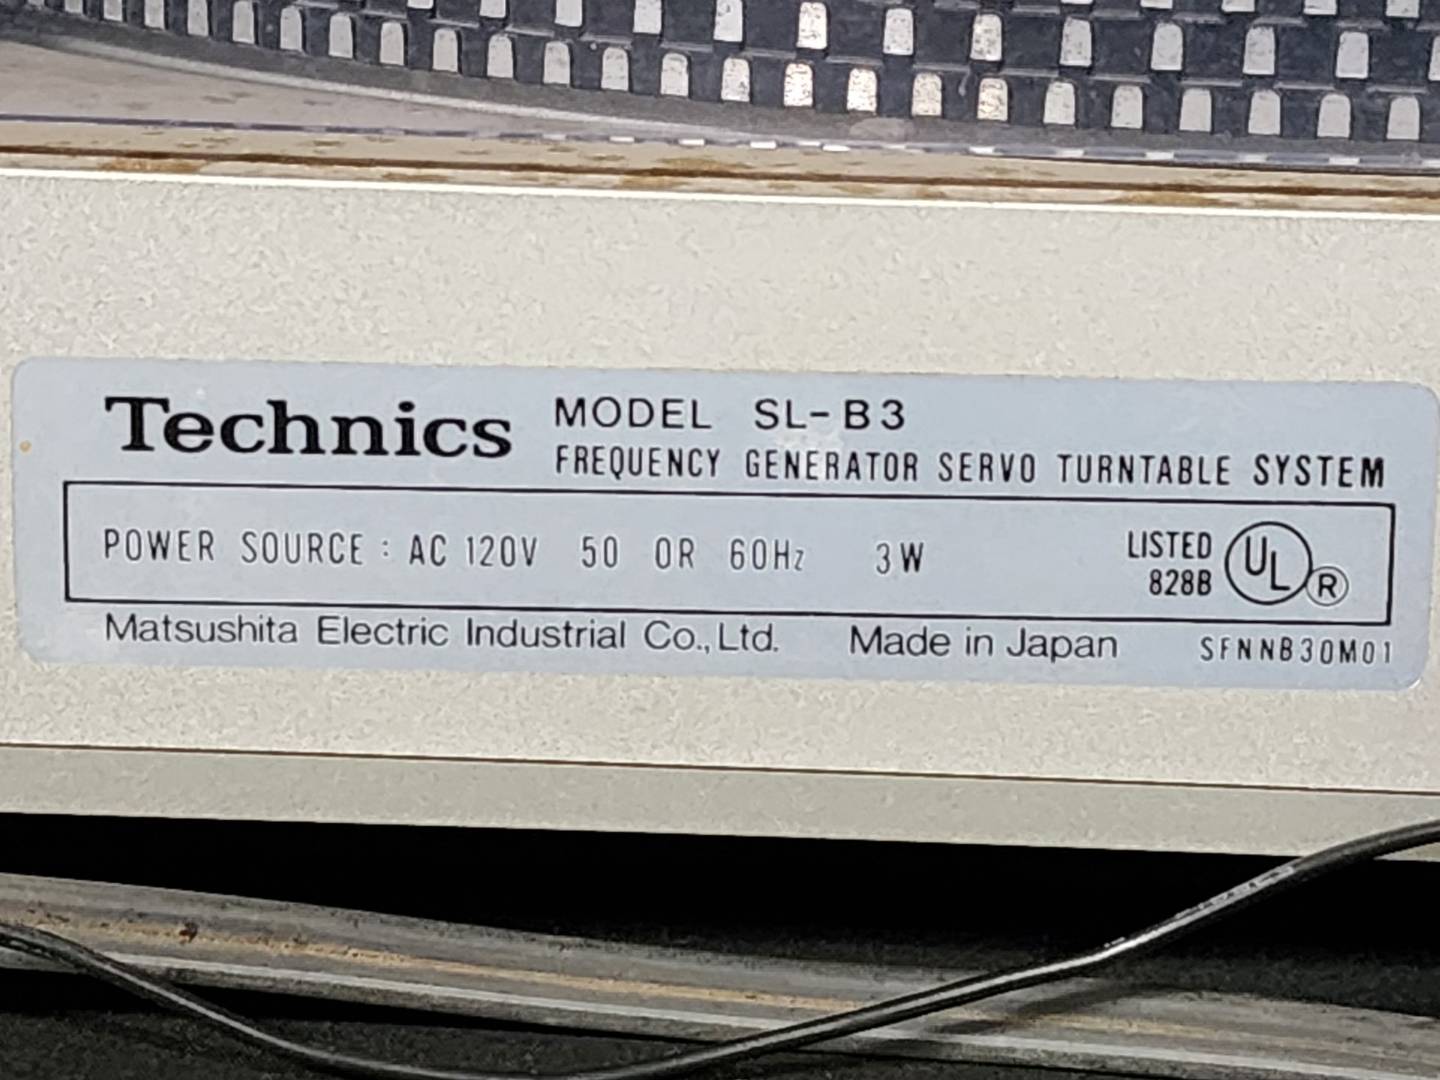 Technics MODEL SL-B3
FREQUENCY GENERATOR SERVO TURNTABLE SYSTEM
POWER SOURCE : AC 120V 50 OR 60Hz 3W
LISTED
828B
UL ®
Matsushita Electric Industrial Co., Ltd. Made in Japan SFNNB30M01